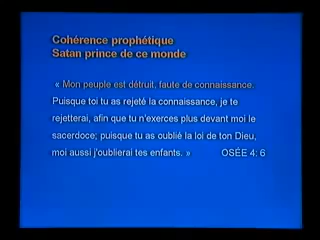 Cohérence prophétique
Satan prince de ce monde
« Mon peuple est détruit, faute de connaissance.
Puisque toi tu as rejeté la connaissance, je te
rejetterai, afin que tu n'exerces plus devant moi le
sacerdoce; puisque tu as oublié la loi de ton Dieu,
moi aussi j'oublierai tes enfants. » OSÉE 4: 6